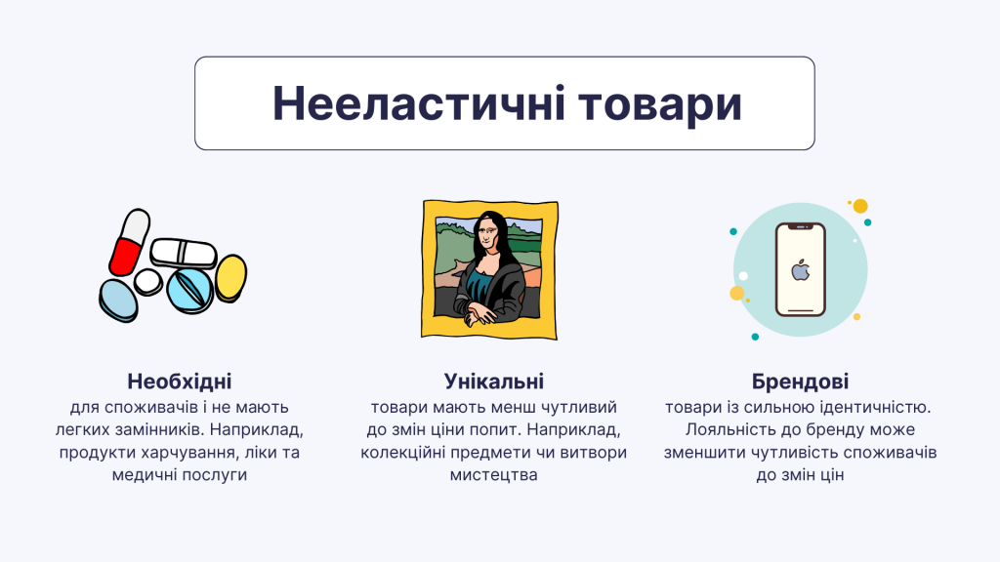 Нееластичні товари
Необхідні
для споживачів і не мають
легких замінників. Наприклад,
продукти харчування, ліки та
медичні послуги
Унікальні
товари мають менш чутливий
до змін ціни попит. Наприклад,
колекційні предмети чи витвори
мистецтва
Брендові
товари із сильною ідентичністю.
Лояльність до бренду може
зменшити чутливість споживачів
до змін цін